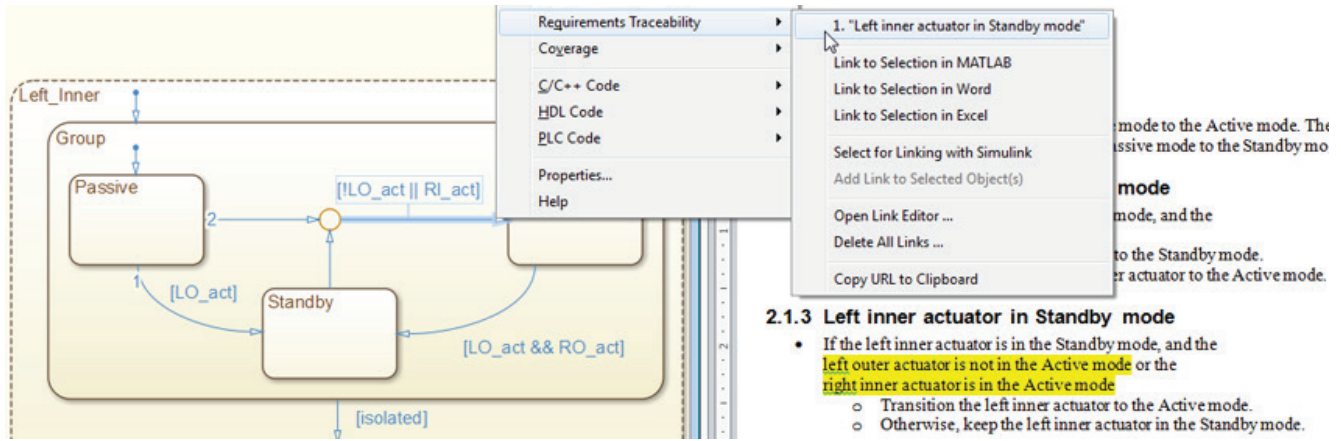 Left_Inner
Group
Passive
[!LO_act || RI_act]
2
1
[LO_act]
Standby
[LO_act && RO_act]
[isolated]
Requirements Traceability
Coverage
C/C++ Code
HDL Code
PLC Code
Properties...
Help
1. "Left inner actuator in Standby mode"
Link to Selection in MATLAB
Link to Selection in Word
Link to Selection in Excel
Select for Linking with Simulink
Add Link to Selected Object(s)
Open Link Editor ...
Delete All Links ...
Copy URL to Clipboard
mode to the Active mode. The
mode to the Standby mo
mode
mode, and the
to the Standby mode.
actuator to the Active mode.
1
2
2.1.3 Left inner actuator in Standby mode
• If the left inner actuator is in the Standby mode, and the
left outer actuator is not in the Active mode or the
right inner actuator is in the Active mode
o Transition the left inner actuator to the Active mode.
o Otherwise, keep the left inner actuator in the Standby mode.